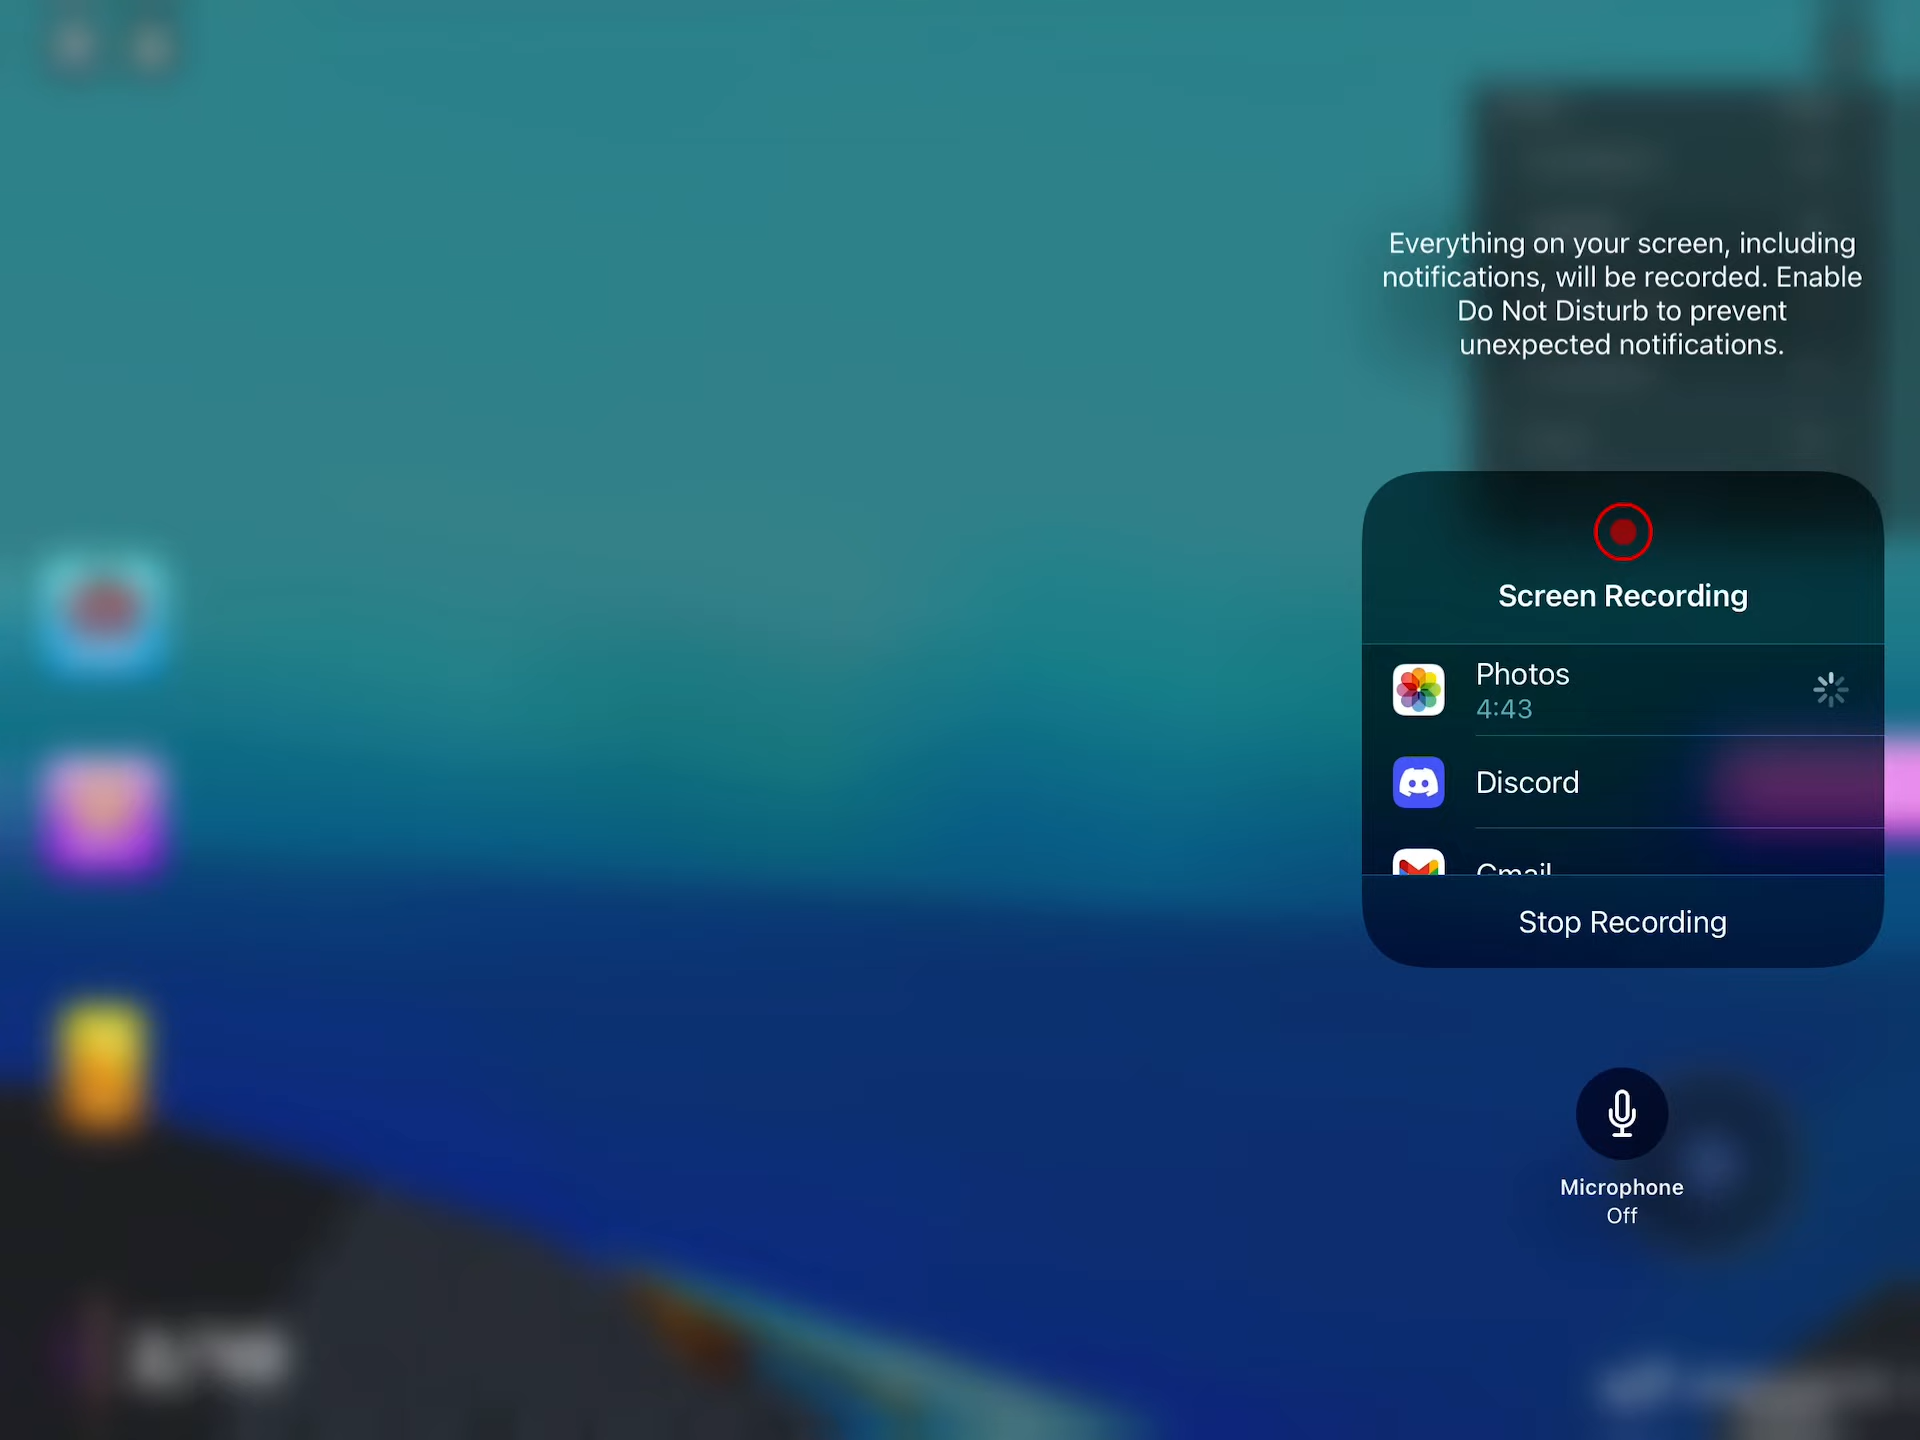 Everything on your screen, including
notifications, will be recorded. Enable
Do Not Disturb to prevent
unexpected notifications.
Screen Recording
Photos
4:43
Discord
Gmail
Stop Recording
Microphone
Off